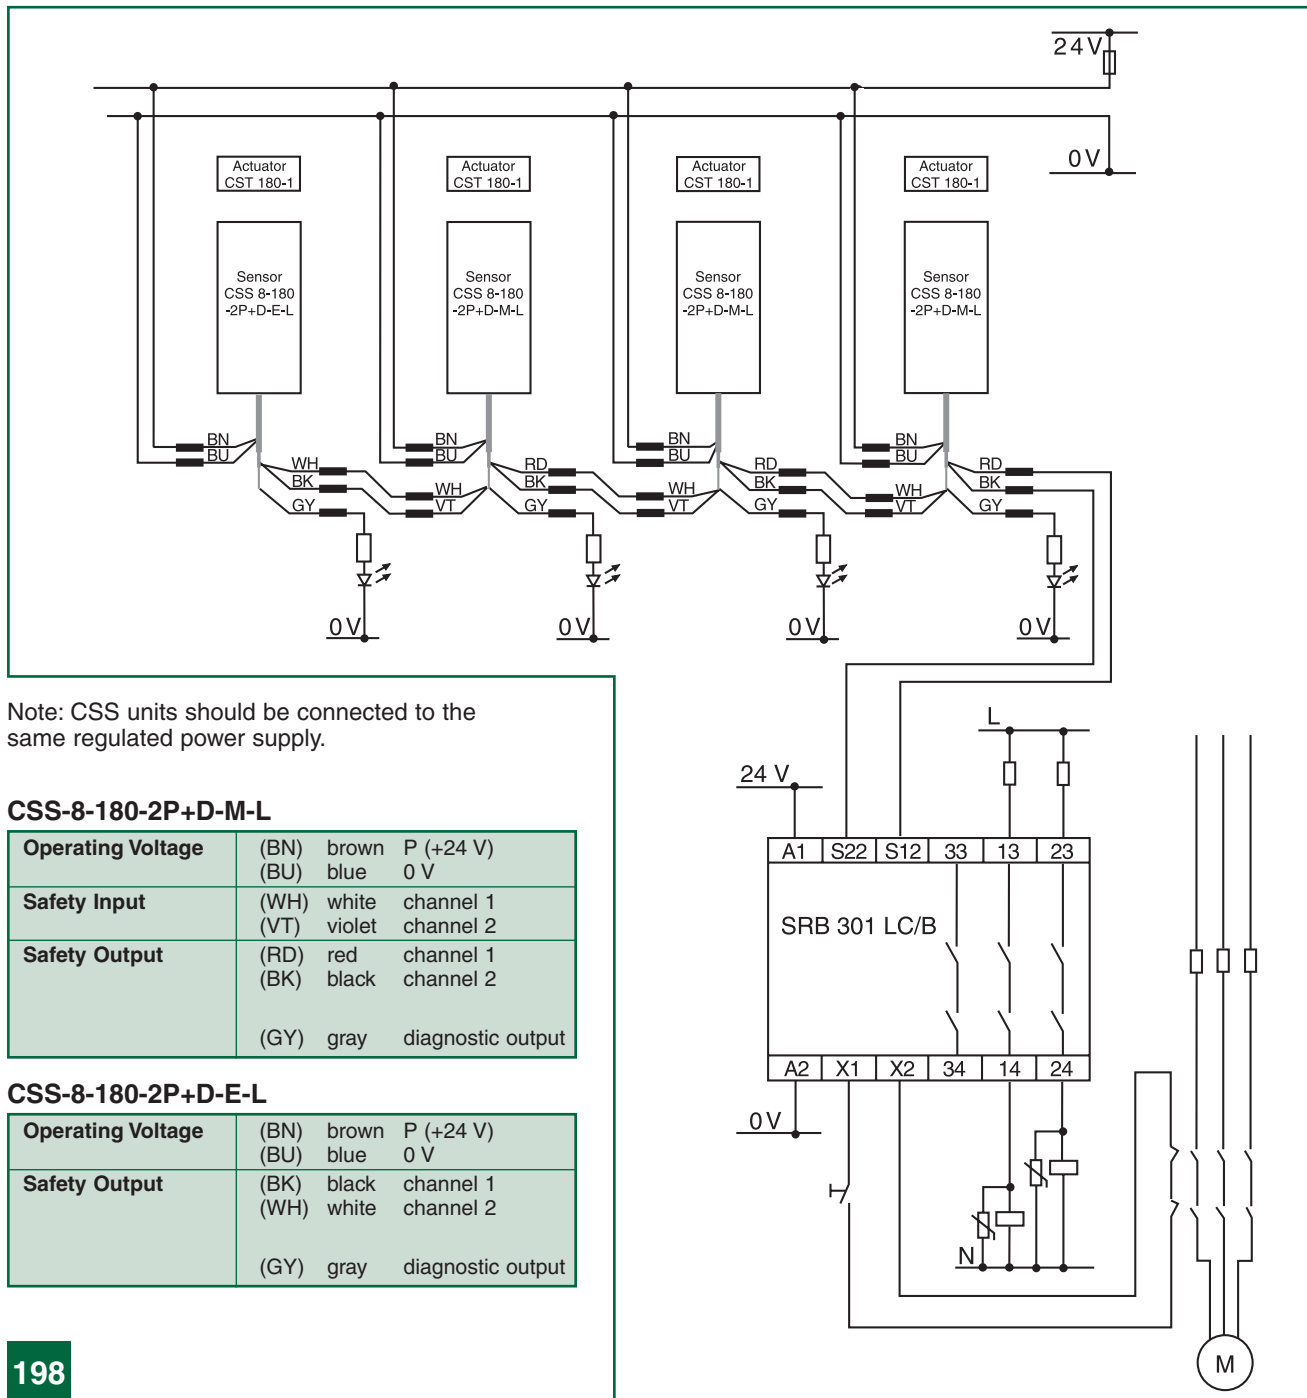 24V
0V
Actuator
CST 180-1
Actuator
CST 180-1
Actuator
CST 180-1
Actuator
CST 180-1
Sensor
CSS 8-180
-2P+D-E-L
Sensor
CSS 8-180
-2P+D-M-L
Sensor
CSS 8-180
-2P+D-M-L
Sensor
CSS 8-180
-2P+D-M-L
BN
BU
WH
BK
GY
BN
BU
WH
VT
RD
BK
GY
BN
BU
WH
VT
RD
BK
GY
BN
BU
WH
VT
RD
BK
GY
0V
0V
0V
0V
Note: CSS units should be connected to the
same regulated power supply.
CSS-8-180-2P+D-M-L
Operating Voltage (BN) brown P (+24 V)
(BU) blue 0 V
Safety Input (WH) white channel 1
(VT) violet channel 2
Safety Output (RD) red channel 1
(BK) black channel 2
(GY) gray diagnostic output
CSS-8-180-2P+D-E-L
Operating Voltage (BN) brown P (+24 V)
(BU) blue 0 V
Safety Output (BK) black channel 1
(WH) white channel 2
(GY) gray diagnostic output
198
L
24 V
A1 S22 S12 33 13 23
SRB 301 LC/B
A2 X1 X2 34 14 24
0V
N
M